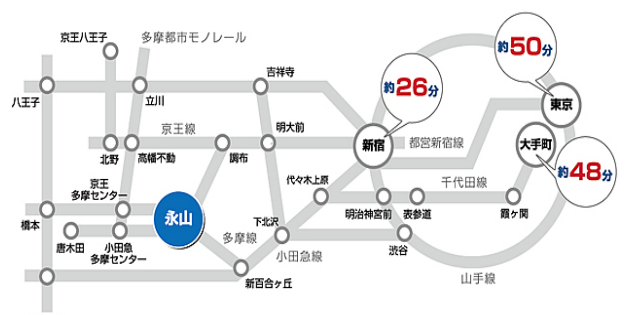 約50分
京王八王子
多摩都市モノレール
吉祥寺
約26分
東京
八王子
立川
京王線
明大前
新宿
都営新宿線
大手町
北野
高幡不動
調布
約48分
代々木上原
千代田線
京王
多摩センター
永山
下北沢
明治神宮前
表参道
霞ヶ関
橋本
唐木田
小田急
多摩センター
多摩線
小田急線
渋谷
新百合ヶ丘
山手線